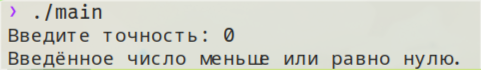 ❯ ./main
Введите точность: 0
Введённое число меньше или равно нулю.